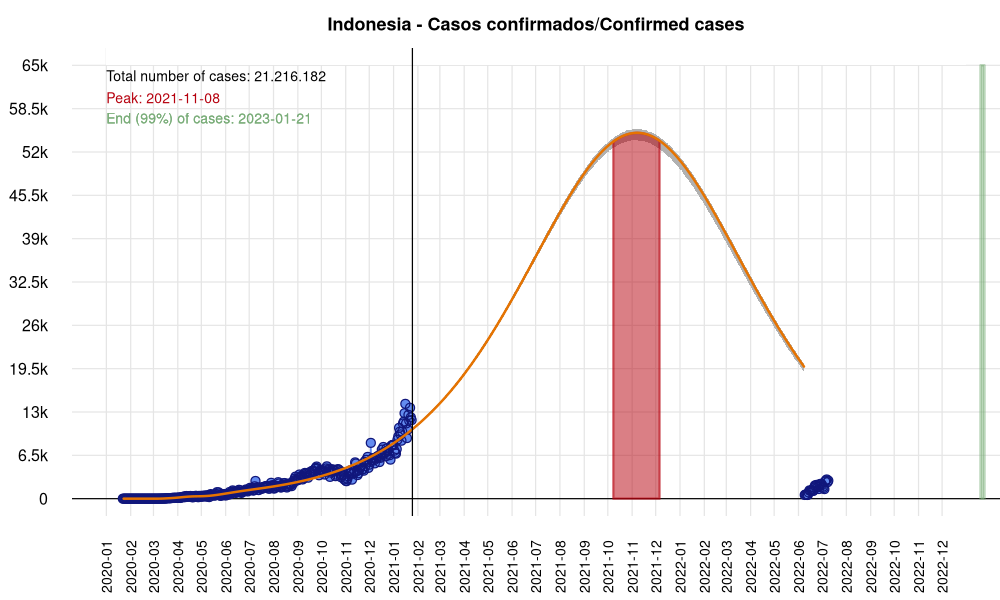 Indonesia - Casos confirmados/Confirmed cases
Total number of cases: 21.216.182
Peak: 2021-11-08
End (99%) of cases: 2023-01-21
65k
58.5k
52k
45.5k
39k
32.5k
26k
19.5k
13k
6.5k
0
2020-01
2020-02
2020-03
2020-04
2020-05
2020-06
2020-07
2020-08
2020-09
2020-10
2020-11
2020-12
2021-01
2021-02
2021-03
2021-04
2021-05
2021-06
2021-07
2021-08
2021-09
2021-10
2021-11
2021-12
2022-01
2022-02
2022-03
2022-04
2022-05
2022-06
2022-07
2022-08
2022-09
2022-10
2022-11
2022-12